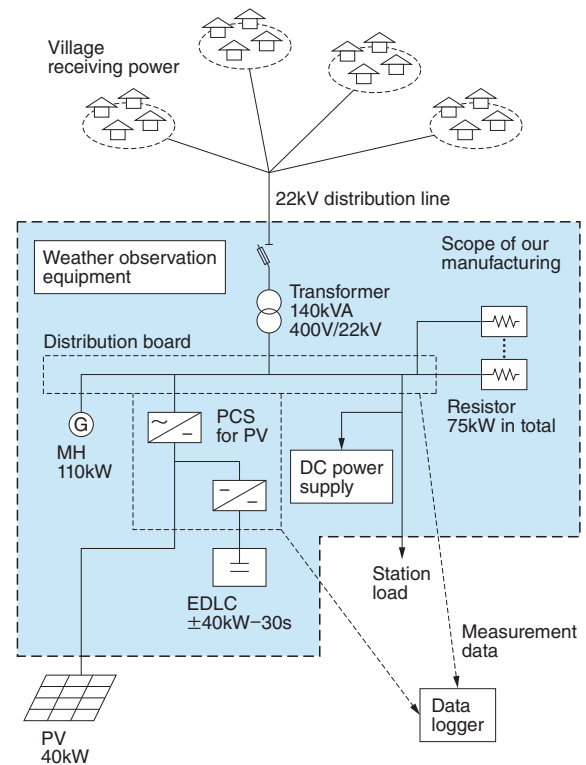 Village
receiving power
22kV distribution line
Weather observation
equipment
Scope of our
manufacturing
Transformer
140kVA
400V/22kV
Distribution board
G
MH
110kW
PCS
for PV
Resistor
75kW in total
DC power
supply
EDLC
±40kW–30s
Station
load
Measurement
data
Data
logger
PV
40kW